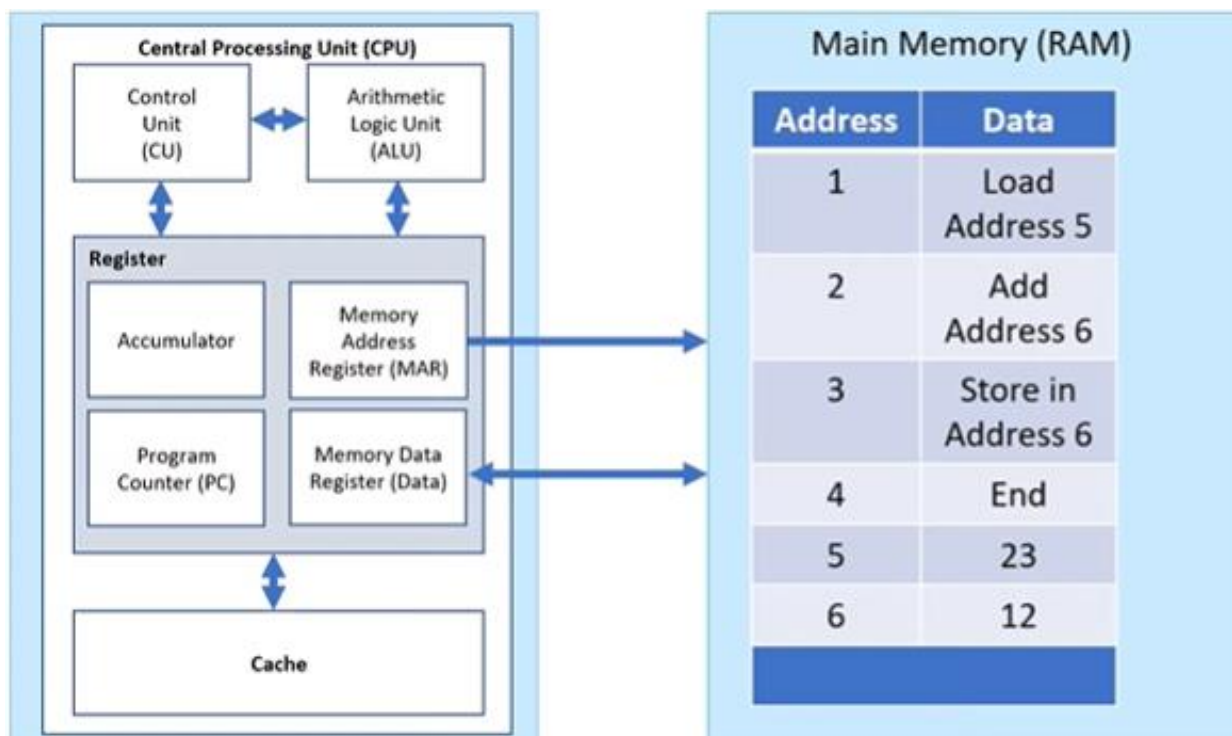 Central Processing Unit (CPU)
Control
Unit
(CU)
Arithmetic
Logic Unit
(ALU)
Register
Accumulator
Memory
Address
Register (MAR)
Program
Counter (PC)
Memory Data
Register (Data)
Cache
Main Memory (RAM)
Address Data
1 Load
Address 5
2 Add
Address 6
3 Store in
Address 6
4 End
5 23
6 12